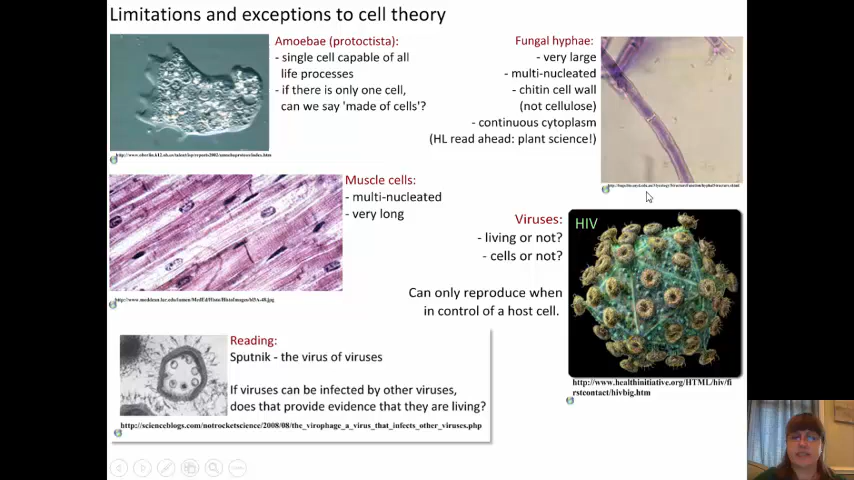 Limitations and exceptions to cell theory
Amoebae (protoctista):
- single cell capable of all
life processes
- if there is only one cell,
can we say 'made of cells'?
Fungal hyphae:
- very large
- multi-nucleated
- chitin cell wall
(not cellulose)
- continuous cytoplasm
(HL read ahead: plant science!)
Muscle cells:
- multi-nucleated
- very long
Viruses:
- living or not?
- cells or not?
Can only reproduce when
in control of a host cell.
HIV
http://www.healthinitiative.org/HTML/hiv/fi
rstcontact/hivbig.htm
Reading:
Sputnik - the virus of viruses
If viruses can be infected by other viruses,
does that provide evidence that they are living?
http://scienceblogs.com/notrocketscience/2008/08/the_virophage_a_virus_that_infects_other_viruses.php